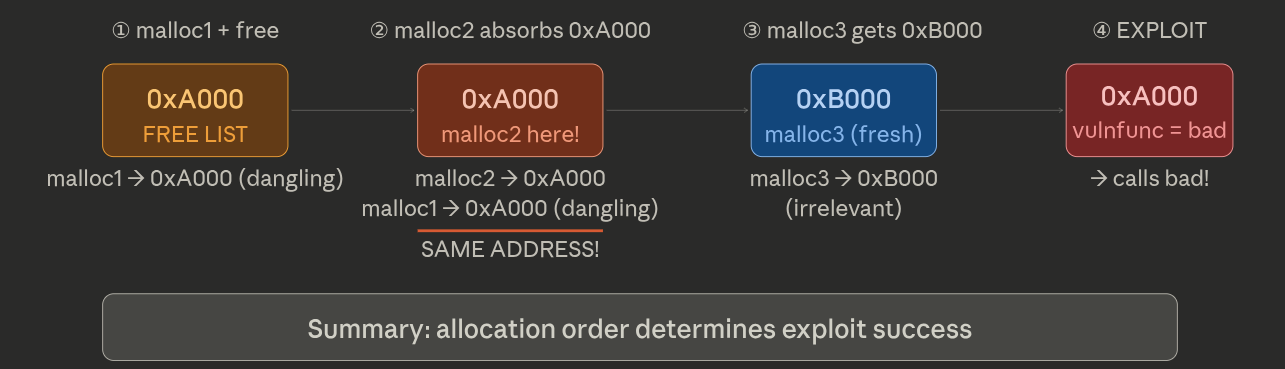 ① malloc1 + free
② malloc2 absorbs 0xA000
③ malloc3 gets 0xB000
④ EXPLOIT
0xA000
FREE LIST
0xA000
malloc2 here!
0xB000
malloc3 (fresh)
0xA000
vulnfunc = bad
malloc1 → 0xA000 (dangling)
malloc2 → 0xA000
malloc1 → 0xA000 (dangling)
SAME ADDRESS!
malloc3 → 0xB000
(irrelevant)
→ calls bad!
Summary: allocation order determines exploit success